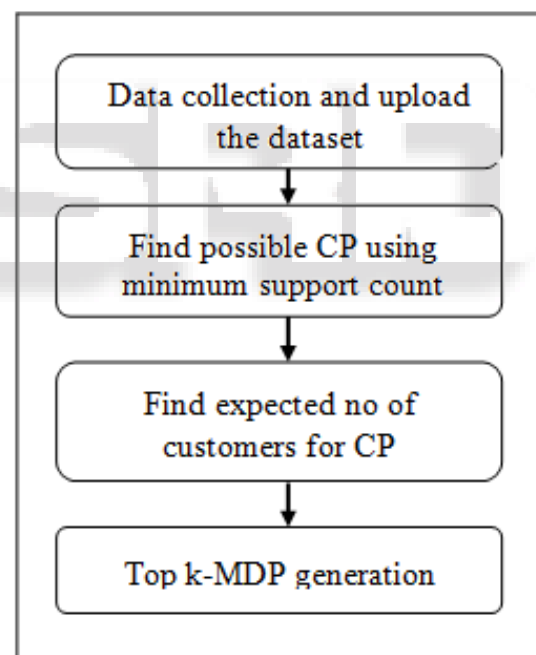 Data collection and upload
the dataset
Find possible CP using
minimum support count
Find expected no of
customers for CP
Top k-MDP generation